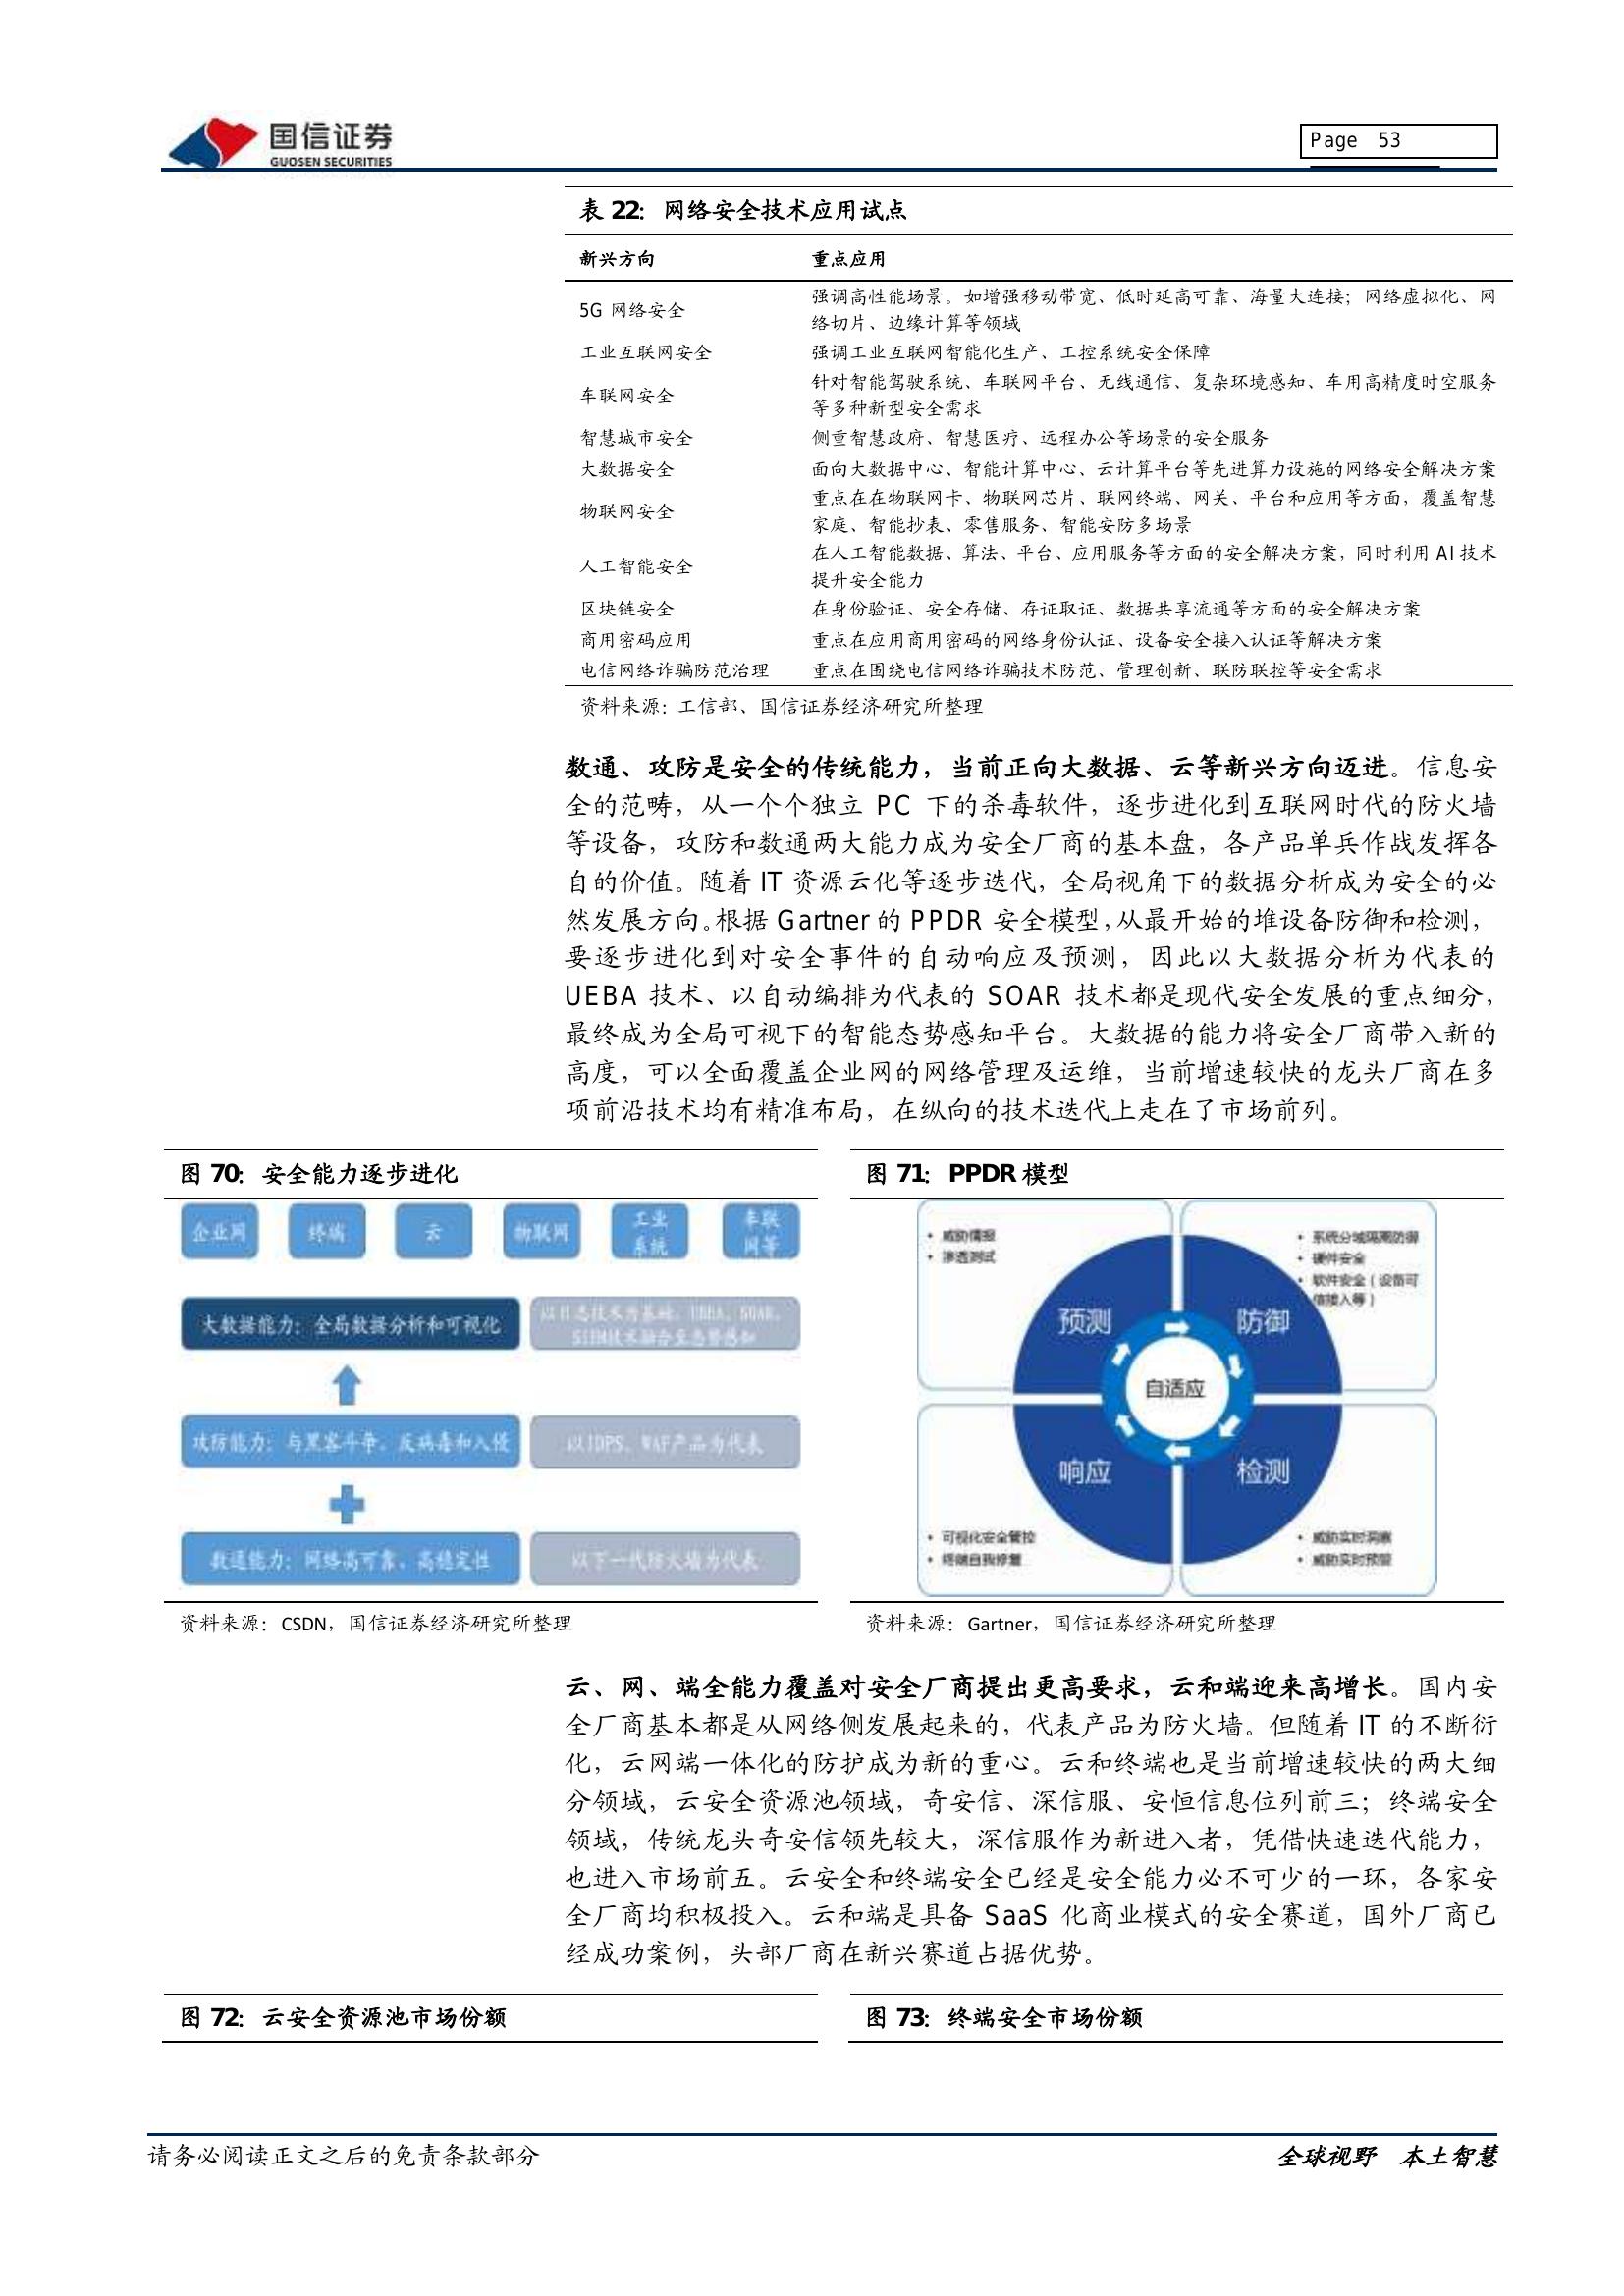 国信证券
GUOSEN SECURITIES
Page 53
表 22：网络安全技术应用试点
新兴方向 重点应用
5G 网络安全 强调高性能场景。如增强移动带宽、低时延高可靠、海量大连接；网络虚拟化、网
络切片、边缘计算等领域
工业互联网安全 强调工业互联网智能化生产、工控系统安全保障
车联网安全 针对智能驾驶系统、车联网平台、无线通信、复杂环境感知、车用高精度时空服务
等多种新型安全需求
智慧城市安全 侧重智慧政府、智慧医疗、远程办公等场景的安全服务
大数据安全 面向大数据中心、智能计算中心、云计算平台等先进算力设施的网络安全解决方案
物联网安全 重点在在物联网卡、物联网芯片、联网终端、网关、平台和应用等方面，覆盖智慧
家庭、智能抄表、零售服务、智能安防多场景
人工智能安全 在人工智能数据、算法、平台、应用服务等方面的安全解决方案，同时利用 AI 技术
提升安全能力
区块链安全 在身份验证、安全存储、存证取证、数据共享流通等方面的安全解决方案
商用密码应用 重点在应用商用密码的网络身份认证、设备安全接入认证等解决方案
电信网络诈骗防范治理 重点在围绕电信网络诈骗技术防范、管理创新、联防联控等安全需求
资料来源：工信部、国信证券经济研究所整理
数通、攻防是安全的传统能力，当前正向大数据、云等新兴方向迈进。信息安
全的范畴，从一个个独立 PC 下的杀毒软件，逐步进化到互联网时代的防火墙
等设备，攻防和数通两大能力成为安全厂商的基本盘，各产品单兵作战发挥各
自的价值。随着 IT 资源云化等逐步迭代，全局视角下的数据分析成为安全的必
然发展方向。根据 Gartner 的 PPDR 安全模型，从最开始的堆设备防御和检测，
要逐步进化到对安全事件的自动响应及预测，因此以大数据分析为代表的
UEBA 技术、以自动编排为代表的 SOAR 技术都是现代安全发展的重点细分，
最终成为全局可视下的智能态势感知平台。大数据的能力将安全厂商带入新的
高度，可以全面覆盖企业网的网络管理及运维，当前增速较快的龙头厂商在多
项前沿技术均有精准布局，在纵向的技术迭代上走在了市场前列。
图 70：安全能力逐步进化
企业网 终端 云 物联网 工业
系统 车联
网等
大数据能力：全局数据分析和可视化
以日志技术为基础，UEBA、SOAR、
SIEM技术融合至态势感知
攻防能力：与黑客斗争，反病毒和入侵
以IDPS、WAF产品为代表
数通能力：网络高可靠、高稳定性
以下一代防火墙为代表
资料来源：CSDN，国信证券经济研究所整理
图 71：PPDR 模型
• 威胁情报
• 渗透测试
• 系统分域隔离防御
• 硬件安全
• 软件安全（设备可
信接入等）
预测 防御
自适应
响应 检测
• 可视化安全管控
• 终端自我修复
• 威胁实时洞察
• 威胁实时预警
资料来源：Gartner，国信证券经济研究所整理
云、网、端全能力覆盖对安全厂商提出更高要求，云和端迎来高增长。国内安
全厂商基本都是从网络侧发展起来的，代表产品为防火墙。但随着 IT 的不断衍
化，云网端一体化的防护成为新的重心。云和终端也是当前增速较快的两大细
分领域，云安全资源池领域，奇安信、深信服、安恒信息位列前三；终端安全
领域，传统龙头奇安信领先较大，深信服作为新进入者，凭借快速迭代能力，
也进入市场前五。云安全和终端安全已经是安全能力必不可少的一环，各家安
全厂商均积极投入。云和端是具备 SaaS 化商业模式的安全赛道，国外厂商已
经成功案例，头部厂商在新兴赛道占据优势。
图 72：云安全资源池市场份额
图 73：终端安全市场份额
请务必阅读正文之后的免责条款部分
全球视野 本土智慧